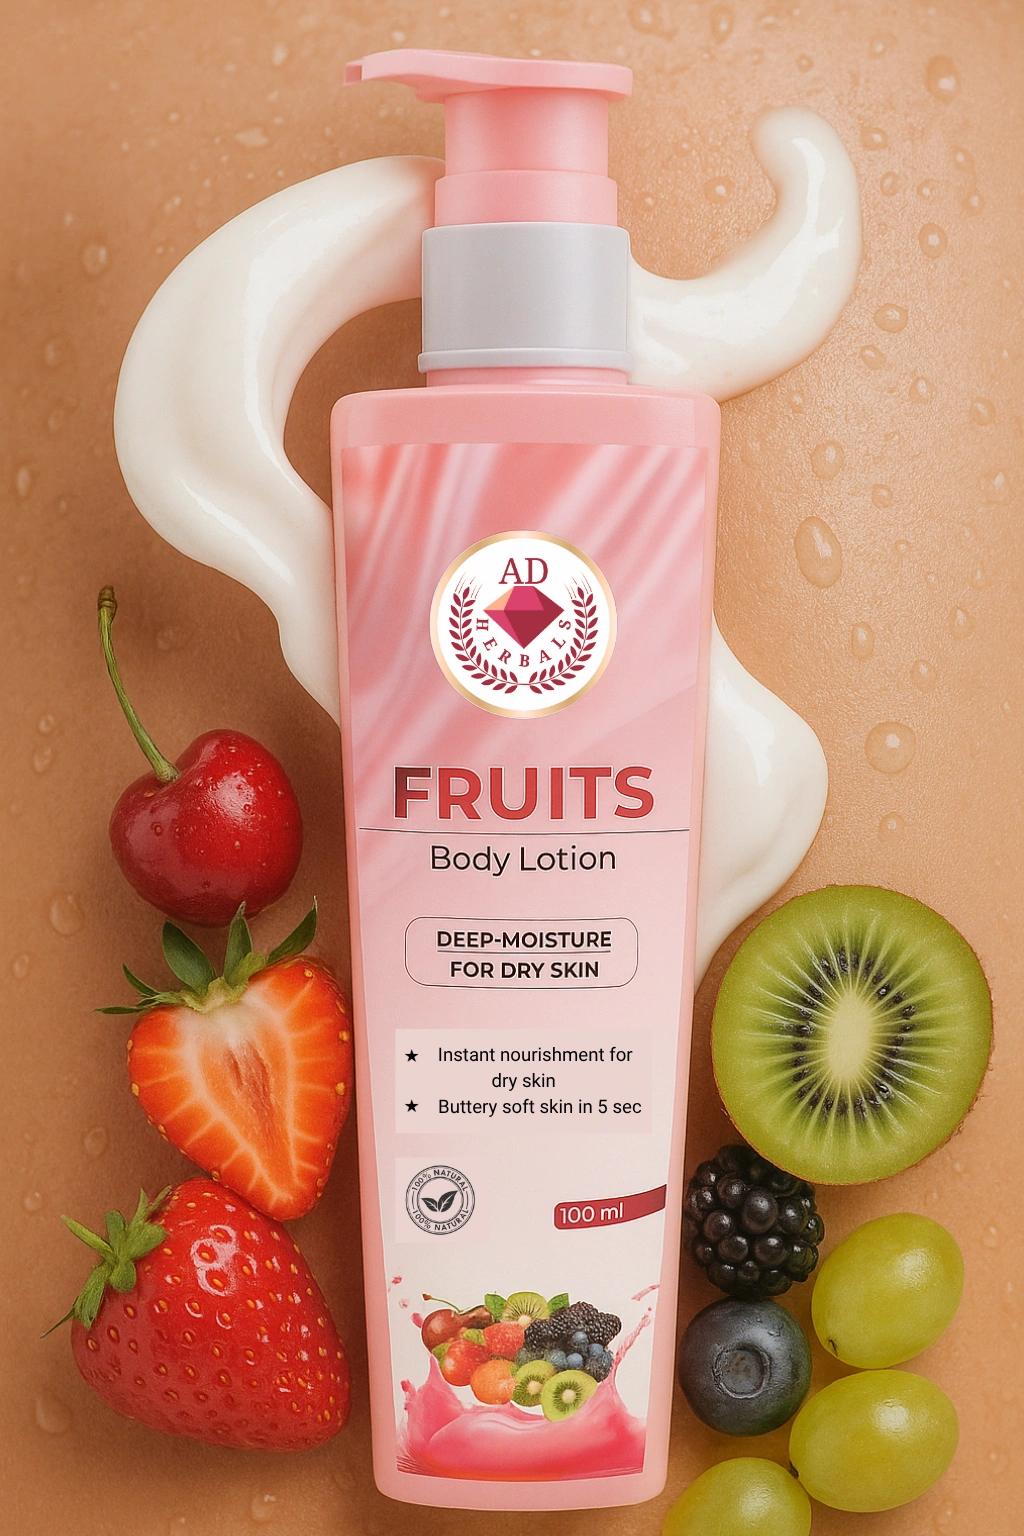 AD
HERBALS
FRUITS
Body Lotion
DEEP-MOISTURE
FOR DRY SKIN
★ Instant nourishment for
dry skin
★ Buttery soft skin in 5 sec
100% NATURAL
100% NATURAL
100 ml